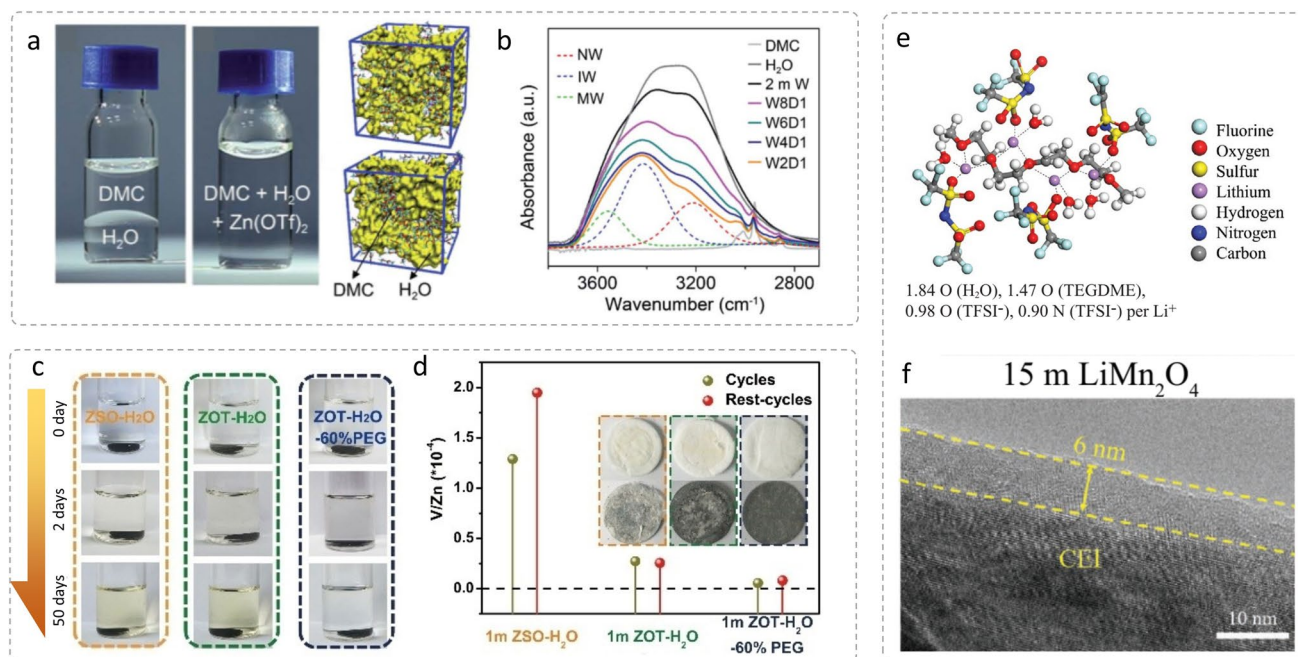 a
DMC
H₂O
DMC + H₂O
+ Zn(OTf)₂
DMC H₂O
b
NW
IW
MW
DMC
H₂O
2 m W
W8D1
W6D1
W4D1
W2D1
Absorbance (a.u.)
3600 3200 2800
Wavenumber (cm⁻¹)
c
0 day
2 days
50 days
ZSO-H₂O
ZOT-H₂O
ZOT-H₂O
-60%PEG
d
Cycles
Rest-cycles
V/Zn (*10⁻⁴)
2.0
1.5
1.0
0.5
0.0
1m ZSO-H₂O
1m ZOT-H₂O
1m ZOT-H₂O
-60% PEG
e
Fluorine
Oxygen
Sulfur
Lithium
Hydrogen
Nitrogen
Carbon
1.84 O (H₂O), 1.47 O (TEGDME),
0.98 O (TFSI⁻), 0.90 N (TFSI⁻) per Li⁺
f
15 m LiMn₂O₄
6 nm
CEI
10 nm